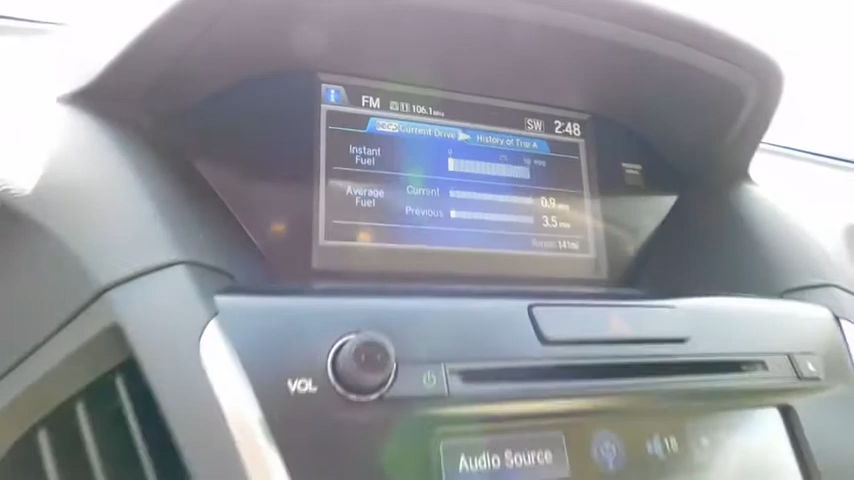 FM 106.1MHz SW 2:48
Current Drive History of Trip A
Instant Fuel
Average Fuel
Current 0.9
Previous 3.5
141mi
VOL
Audio Source 18